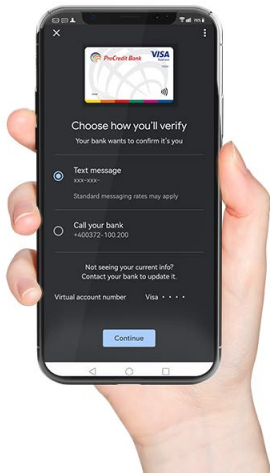 ProCredit Bank
VISA
Choose how you'll verify
Your bank wants to confirm it's you
Text message
xxx-xxx-
Standard messaging rates may apply
Call your bank
+400372-100.200
Not seeing your current info?
Contact your bank to update it.
Virtual account number
Visa • • • •
Continue